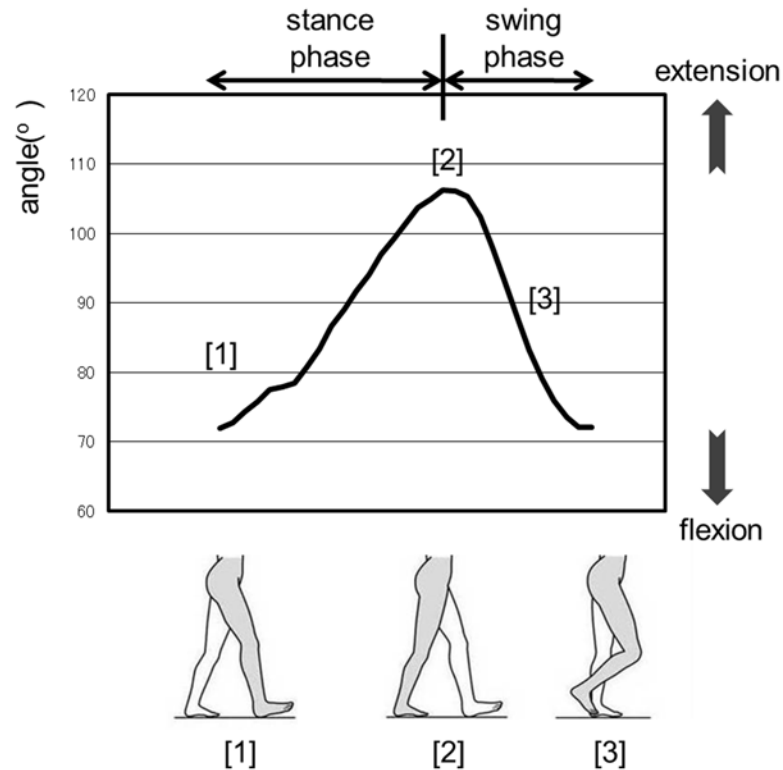 stance
phase
swing
phase
extension
angle(°)
120
110
100
90
80
70
60
[2]
[3]
[1]
flexion
[1]
[2]
[3]